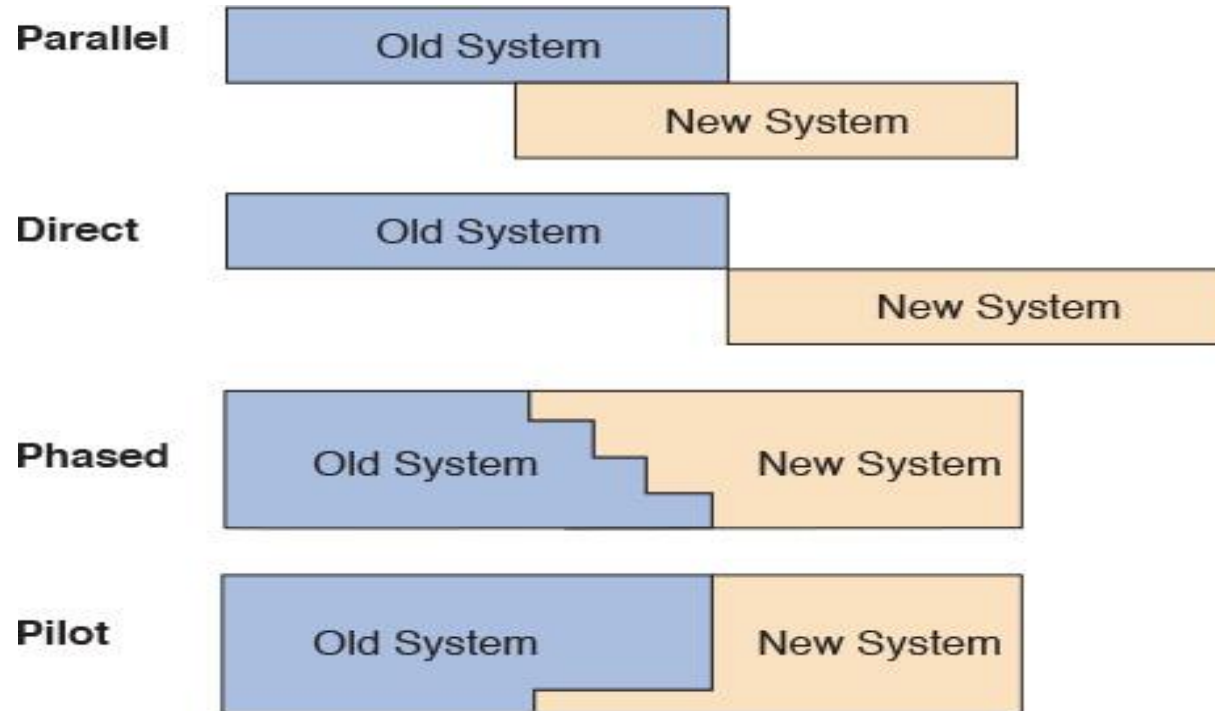 Parallel
Old System
New System
Direct
Old System
New System
Phased
Old System
New System
Pilot
Old System
New System